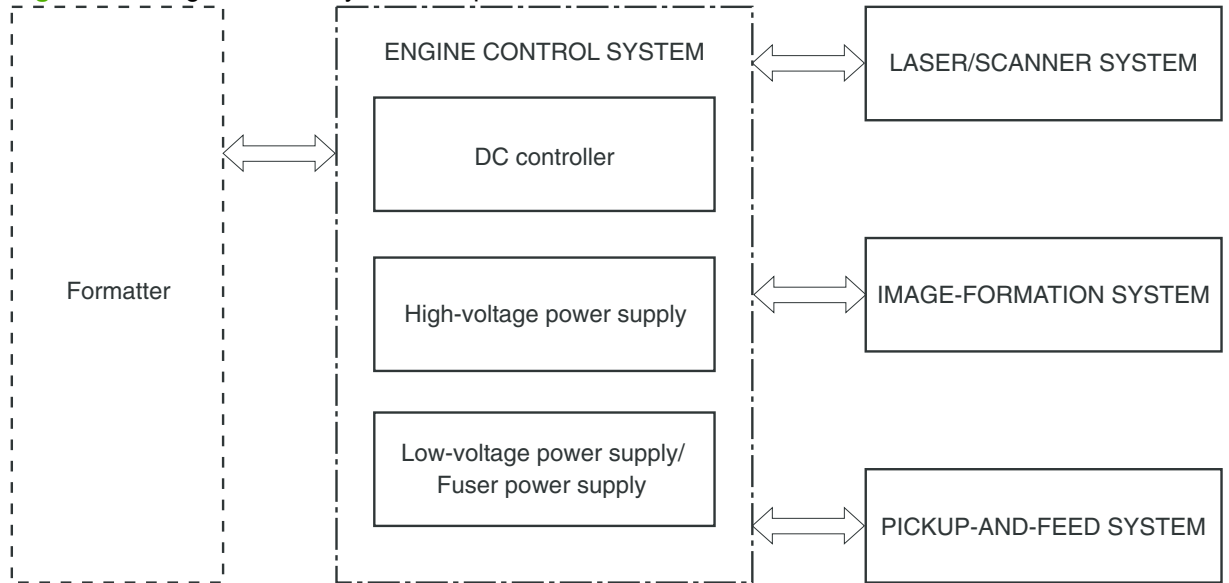 Formatter
ENGINE CONTROL SYSTEM
DC controller
High-voltage power supply
Low-voltage power supply/
Fuser power supply
LASER/SCANNER SYSTEM
IMAGE-FORMATION SYSTEM
PICKUP-AND-FEED SYSTEM